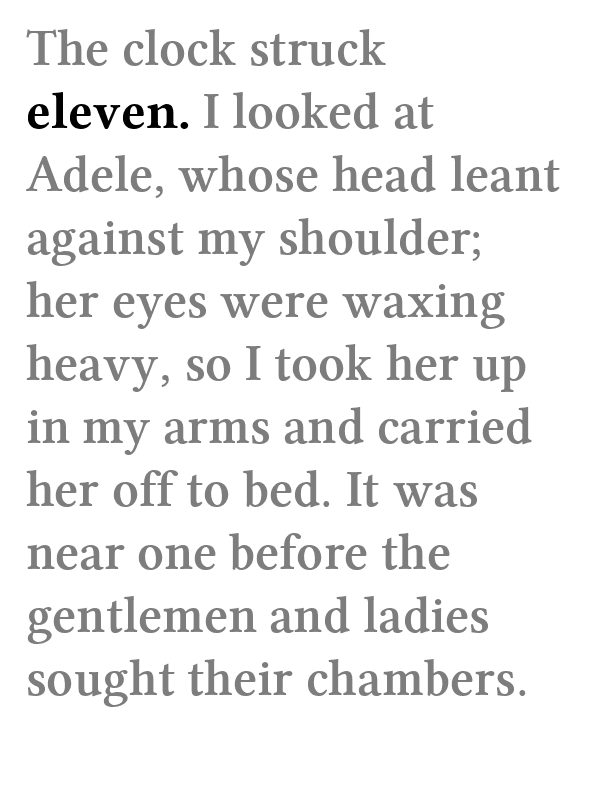 The clock struck
eleven. I looked at
Adele, whose head leant
against my shoulder;
her eyes were waxing
heavy, so I took her up
in my arms and carried
her off to bed. It was
near one before the
gentlemen and ladies
sought their chambers.